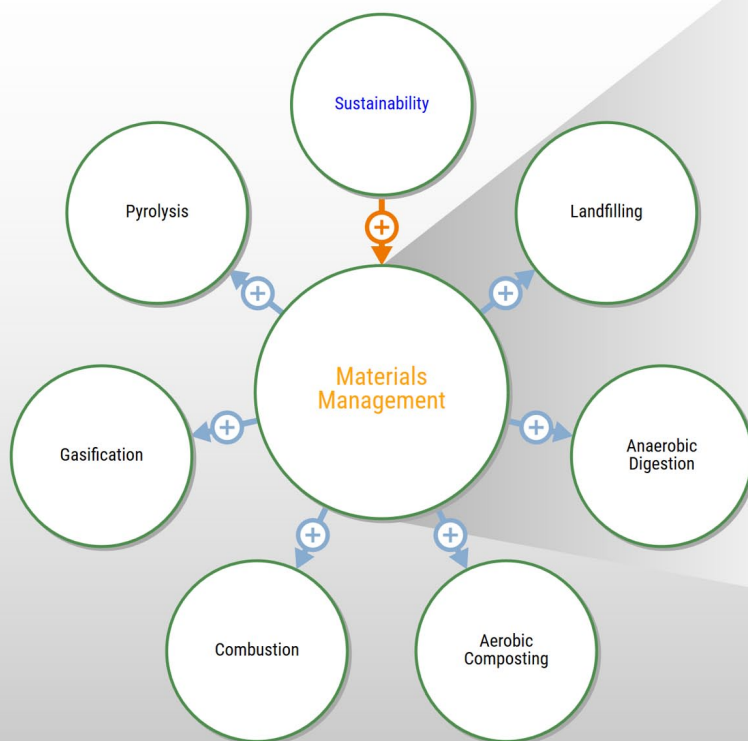 Sustainability
Pyrolysis
Landfilling
Materials
Management
Gasification
Anaerobic
Digestion
Combustion
Aerobic
Composting